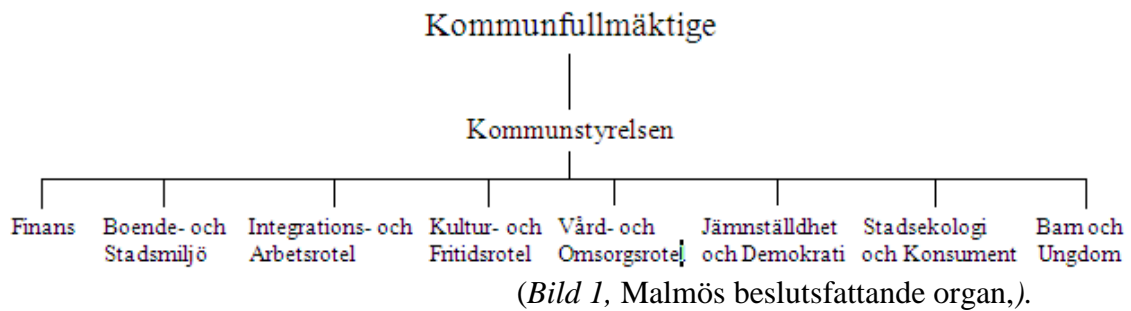 Kommunfullmäktige
Kommunstyrelsen
Finans
Boende- och
Stadsmiljö
Integrations- och
Arbetsrotel
Kultur- och
Fritidsrotel
Vård- och
Omsorgsrotel
Jämnställdhet
och Demokrati
Stadsekologi
och Konsument
Barn och
Ungdom
(Bild 1, Malmös beslutsfattande organ,).